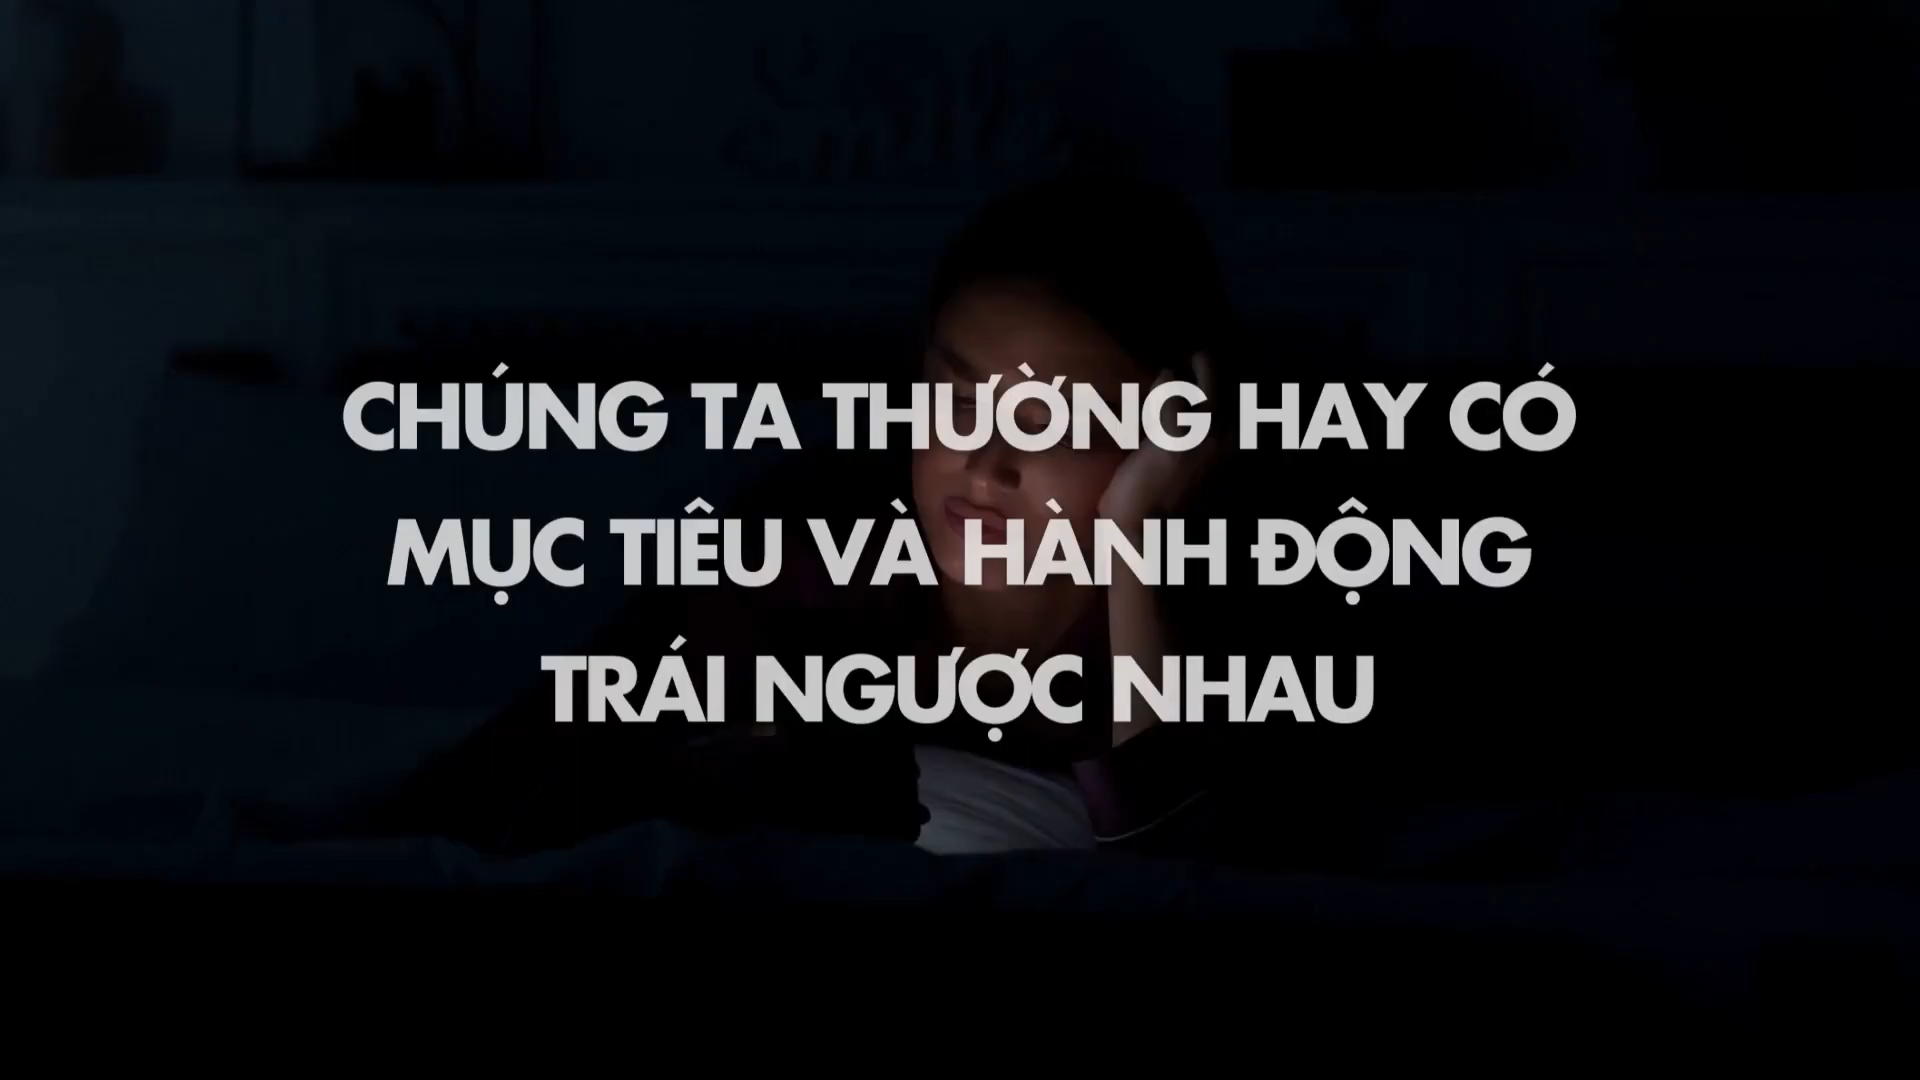 CHÚNG TA THƯỜNG HAY CÓ
MỤC TIÊU VÀ HÀNH ĐỘNG
TRÁI NGƯỢC NHAU